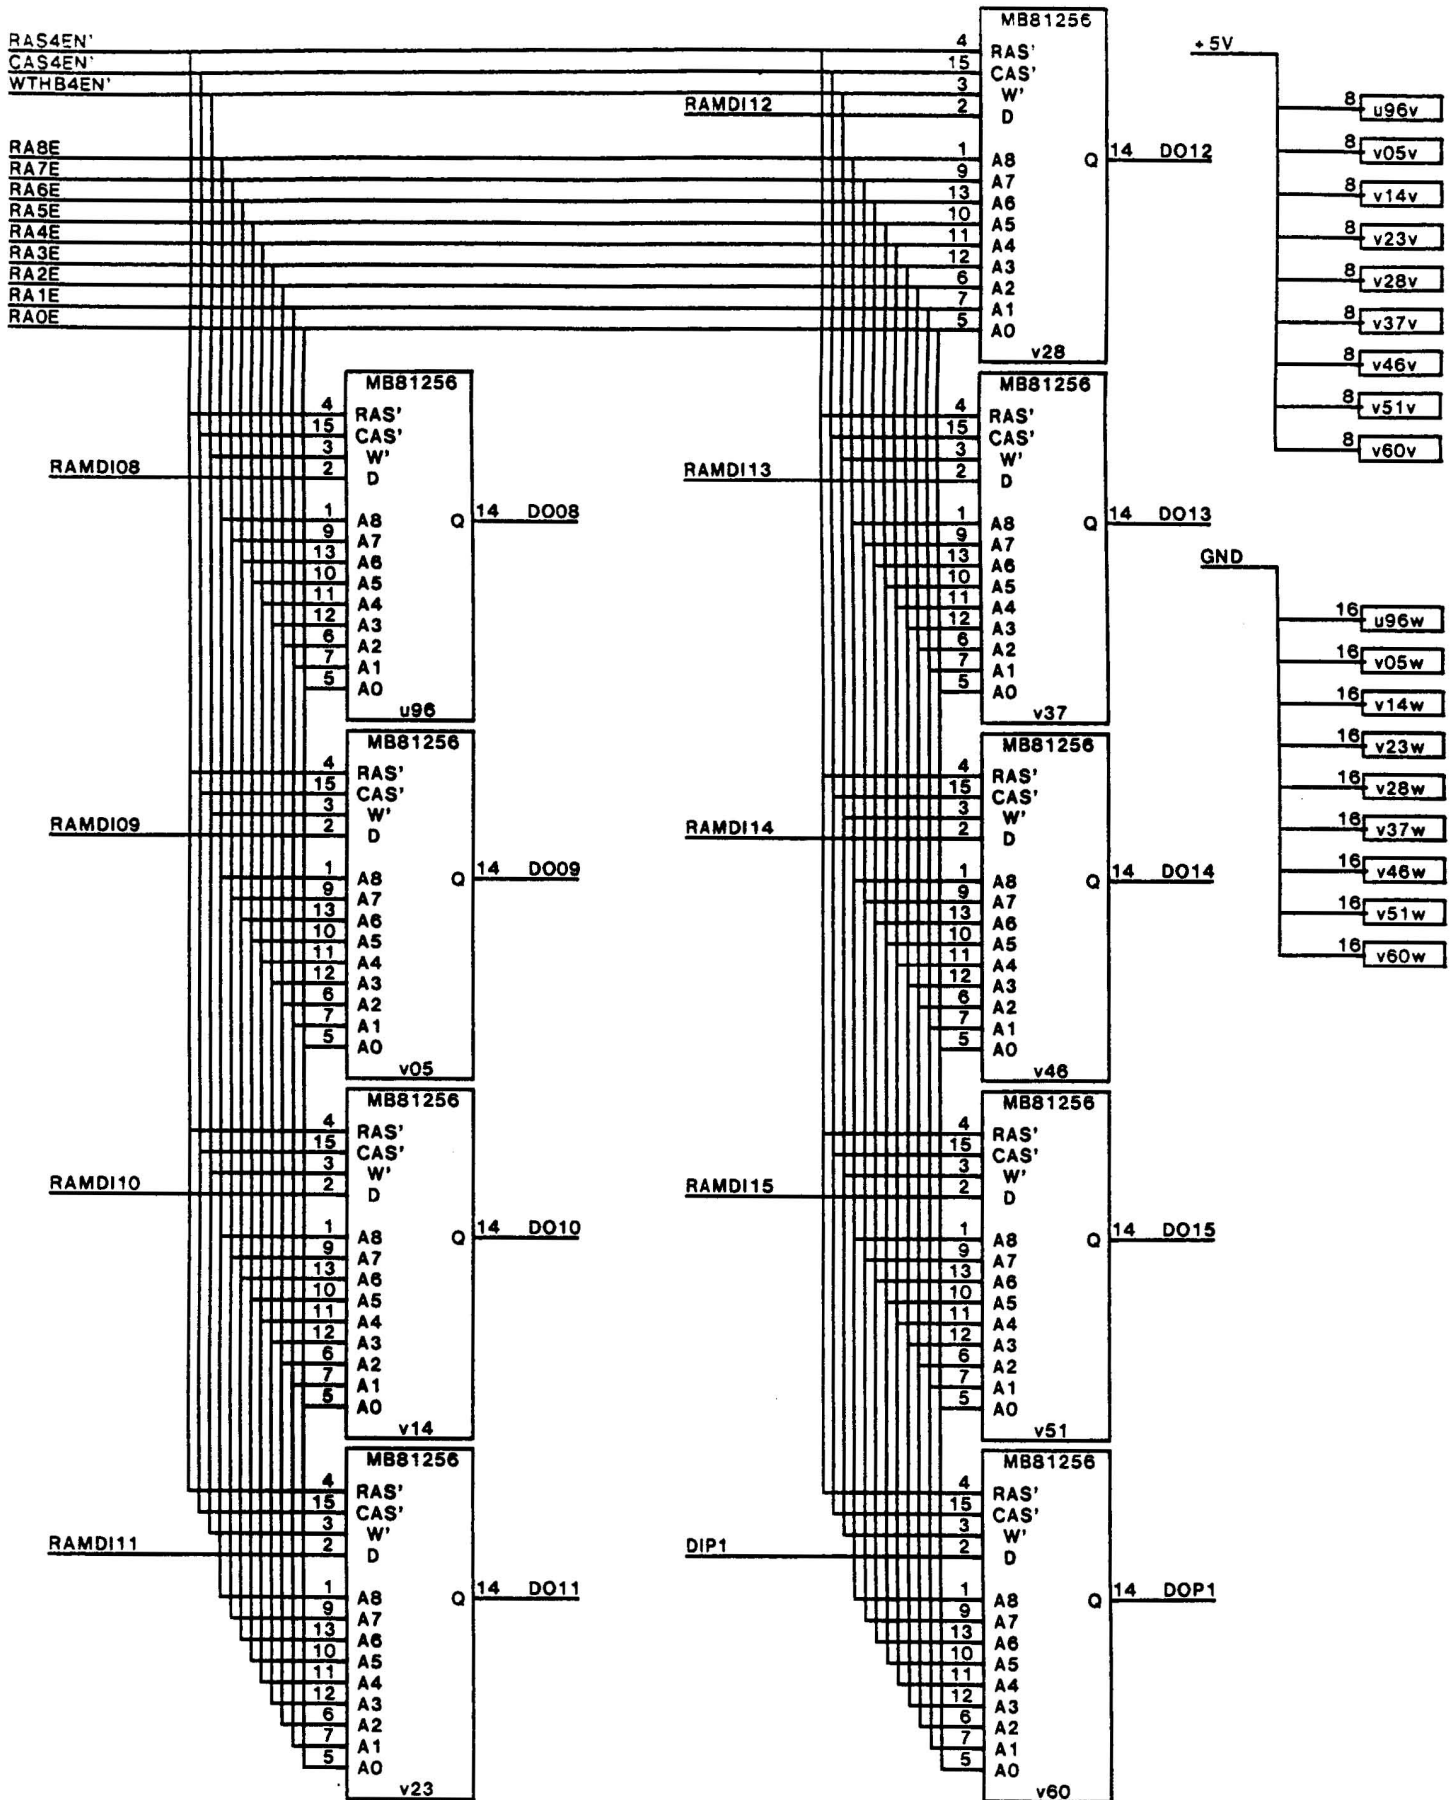 RAS4EN'
CAS4EN'
WTHB4EN'
RA8E
RA7E
RA6E
RA5E
RA4E
RA3E
RA2E
RA1E
RA0E
MB81256
4 RAS'
15 CAS'
3 W'
RAMDI12 2 D
1 A8 Q 14 DO12
9 A7
13 A6
10 A5
11 A4
12 A3
6 A2
7 A1
5 A0
v28
MB81256
4 RAS'
15 CAS'
3 W'
RAMDI08 2 D
1 A8 Q 14 DO08
9 A7
13 A6
10 A5
11 A4
12 A3
6 A2
7 A1
5 A0
u96
MB81256
4 RAS'
15 CAS'
3 W'
RAMDI09 2 D
1 A8 Q 14 DO09
9 A7
13 A6
10 A5
11 A4
12 A3
6 A2
7 A1
5 A0
v05
MB81256
4 RAS'
15 CAS'
3 W'
RAMDI10 2 D
1 A8 Q 14 DO10
9 A7
13 A6
10 A5
11 A4
12 A3
6 A2
7 A1
5 A0
v14
MB81256
4 RAS'
15 CAS'
3 W'
RAMDI11 2 D
1 A8 Q 14 DO11
9 A7
13 A6
10 A5
11 A4
12 A3
6 A2
7 A1
5 A0
v23
MB81256
4 RAS'
15 CAS'
3 W'
RAMDI13 2 D
1 A8 Q 14 DO13
9 A7
13 A6
10 A5
11 A4
12 A3
6 A2
7 A1
5 A0
v37
MB81256
4 RAS'
15 CAS'
3 W'
RAMDI14 2 D
1 A8 Q 14 DO14
9 A7
13 A6
10 A5
11 A4
12 A3
6 A2
7 A1
5 A0
v46
MB81256
4 RAS'
15 CAS'
3 W'
RAMDI15 2 D
1 A8 Q 14 DO15
9 A7
13 A6
10 A5
11 A4
12 A3
6 A2
7 A1
5 A0
v51
MB81256
4 RAS'
15 CAS'
3 W'
DIP1 2 D
1 A8 Q 14 DOP1
9 A7
13 A6
10 A5
11 A4
12 A3
6 A2
7 A1
5 A0
v60
+5V
8 u96v
8 v05v
8 v14v
8 v23v
8 v28v
8 v37v
8 v46v
8 v51v
8 v60v
GND
16 u96w
16 v05w
16 v14w
16 v23w
16 v28w
16 v37w
16 v46w
16 v51w
16 v60w